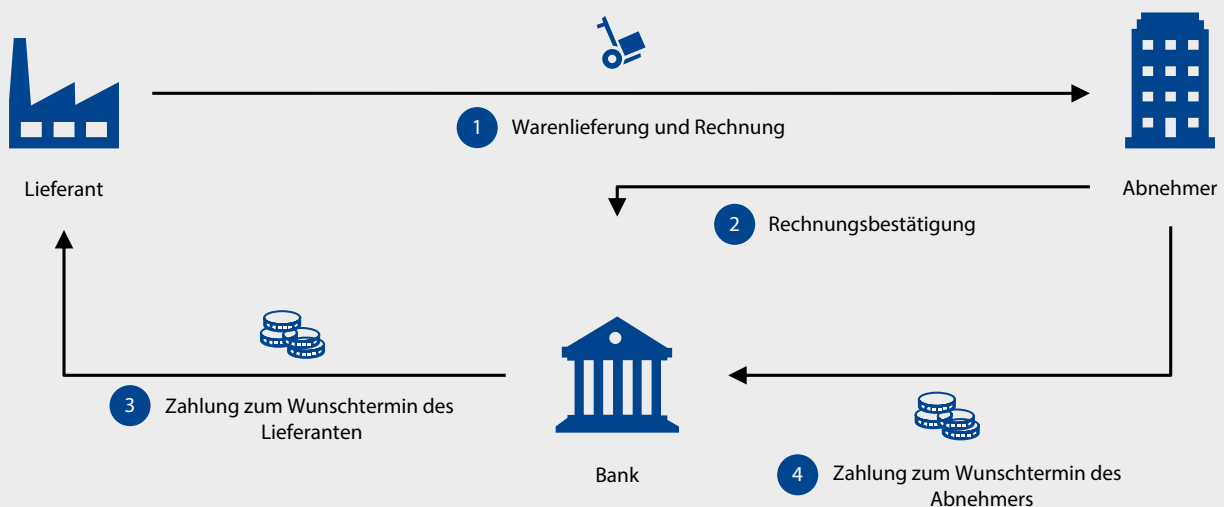 1 Warenlieferung und Rechnung
Lieferant
Abnehmer
2 Rechnungsbestätigung
3 Zahlung zum Wunschtermin des
Lieferanten
Bank
4 Zahlung zum Wunschtermin des
Abnehmers